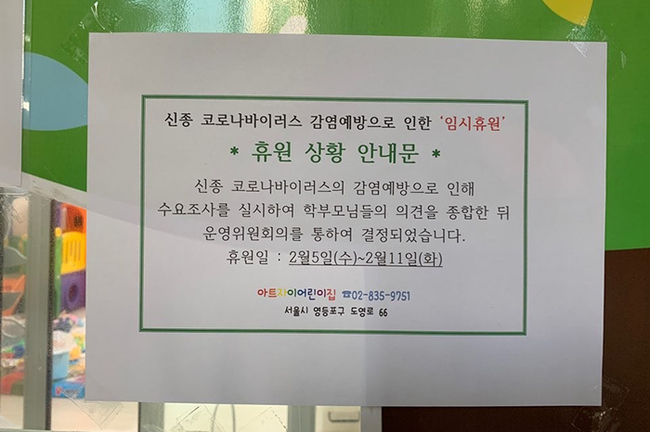 신종 코로나바이러스 감염예방으로 인한 '임시휴원'
* 휴원 상황 안내문 *
신종 코로나바이러스의 감염예방으로 인해
수요조사를 실시하여 학부모님들의 의견을 종합한 뒤
운영위원회의를 통하여 결정되었습니다.
휴원일 : 2월5일(수)~2월11일(화)
아트자이어린이집 ☎02-835-9751
서울시 영등포구 도영로 66